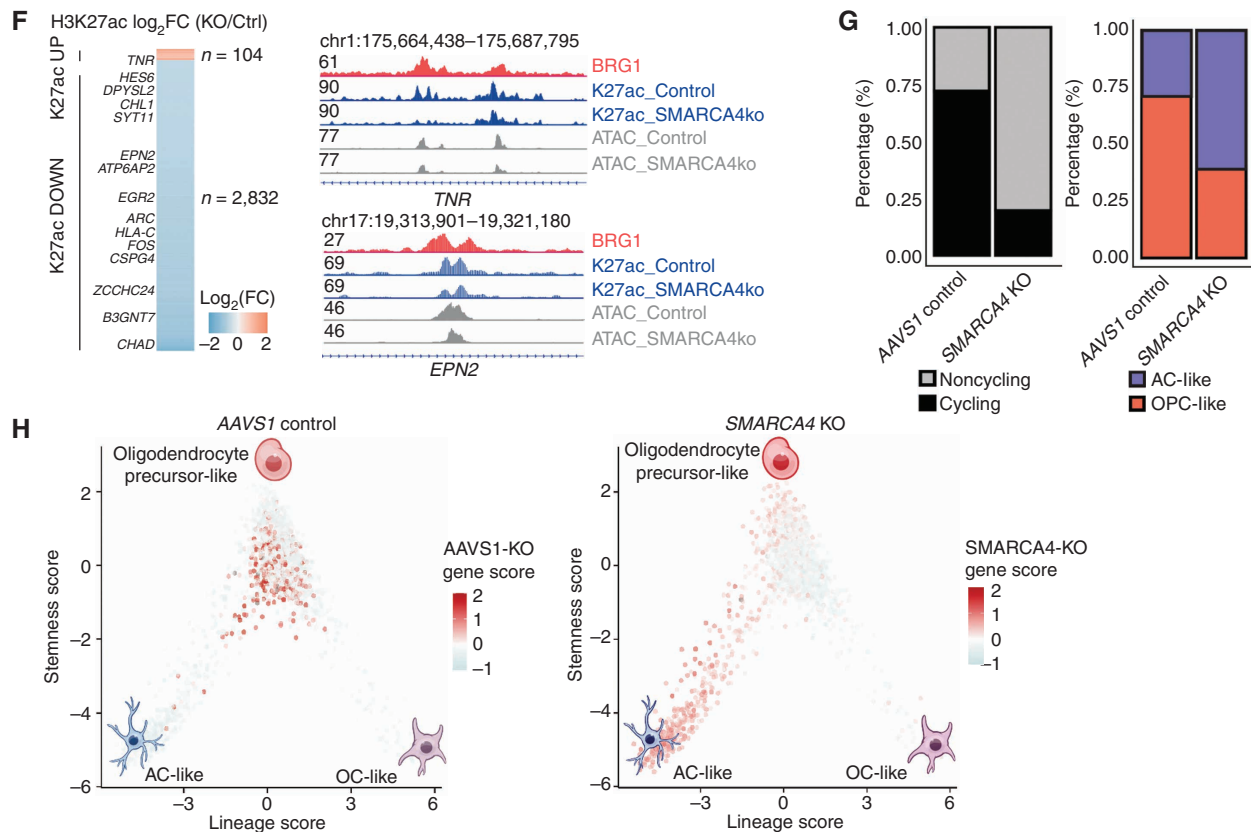 F
H3K27ac log2FC (KO/Ctrl)
K27ac UP
K27ac DOWN
TNR
HES6
DPYSL2
CHL1
SYT11
EPN2
ATP6AP2
EGR2
ARC
HLA-C
FOS
CSPG4
ZCCHC24
B3GNT7
CHAD
n = 104
n = 2,832
Log2(FC)
−2 0 2
chr1:175,664,438–175,687,795
61 BRG1
90 K27ac_Control
90 K27ac_SMARCA4ko
77 ATAC_Control
77 ATAC_SMARCA4ko
TNR
chr17:19,313,901–19,321,180
27 BRG1
69 K27ac_Control
69 K27ac_SMARCA4ko
46 ATAC_Control
46 ATAC_SMARCA4ko
EPN2
G
Percentage (%)
1.00
0.75
0.50
0.25
0.00
AAVS1 control
SMARCA4 KO
Noncycling
Cycling
Percentage (%)
1.00
0.75
0.50
0.25
0.00
AAVS1 control
SMARCA4 KO
AC-like
OPC-like
H
AAVS1 control
Oligodendrocyte
precursor-like
Stemness score
2
0
−2
−4
−6
AC-like
OC-like
−3 0 3 6
Lineage score
AAVS1-KO
gene score
2
1
0
−1
SMARCA4 KO
Oligodendrocyte
precursor-like
Stemness score
2
0
−2
−4
−6
AC-like
OC-like
−3 0 3 6
Lineage score
SMARCA4-KO
gene score
2
1
0
−1